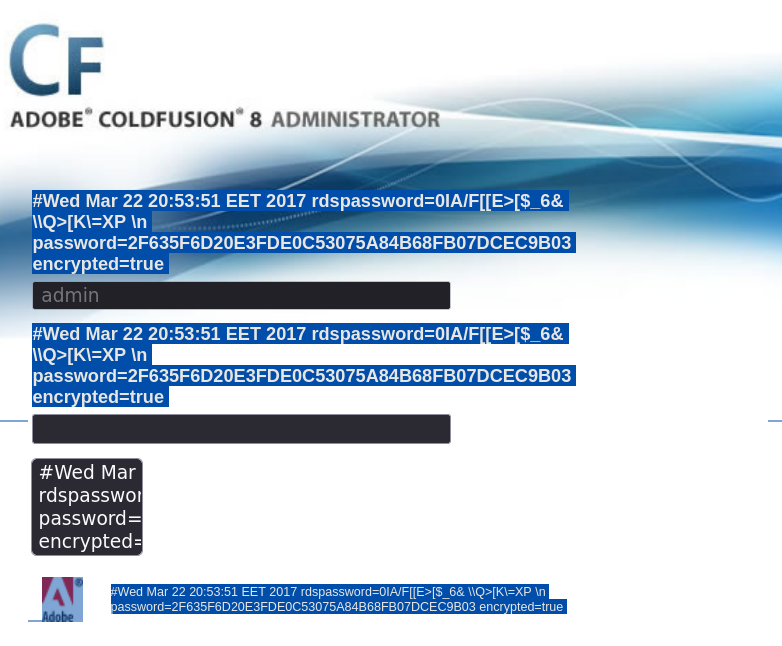 CF
ADOBE® COLDFUSION® 8 ADMINISTRATOR
#Wed Mar 22 20:53:51 EET 2017 rdspassword=0IA/F[[E>[$_6&
\\Q>[K\=XP \n
password=2F635F6D20E3FDE0C53075A84B68FB07DCEC9B03
encrypted=true
admin
#Wed Mar 22 20:53:51 EET 2017 rdspassword=0IA/F[[E>[$_6&
\\Q>[K\=XP \n
password=2F635F6D20E3FDE0C53075A84B68FB07DCEC9B03
encrypted=true
#Wed Mar
rdspasswor
password=
encrypted=
Adobe
#Wed Mar 22 20:53:51 EET 2017 rdspassword=0IA/F[[E>[$_6& \\Q>[K\=XP \n
password=2F635F6D20E3FDE0C53075A84B68FB07DCEC9B03 encrypted=true